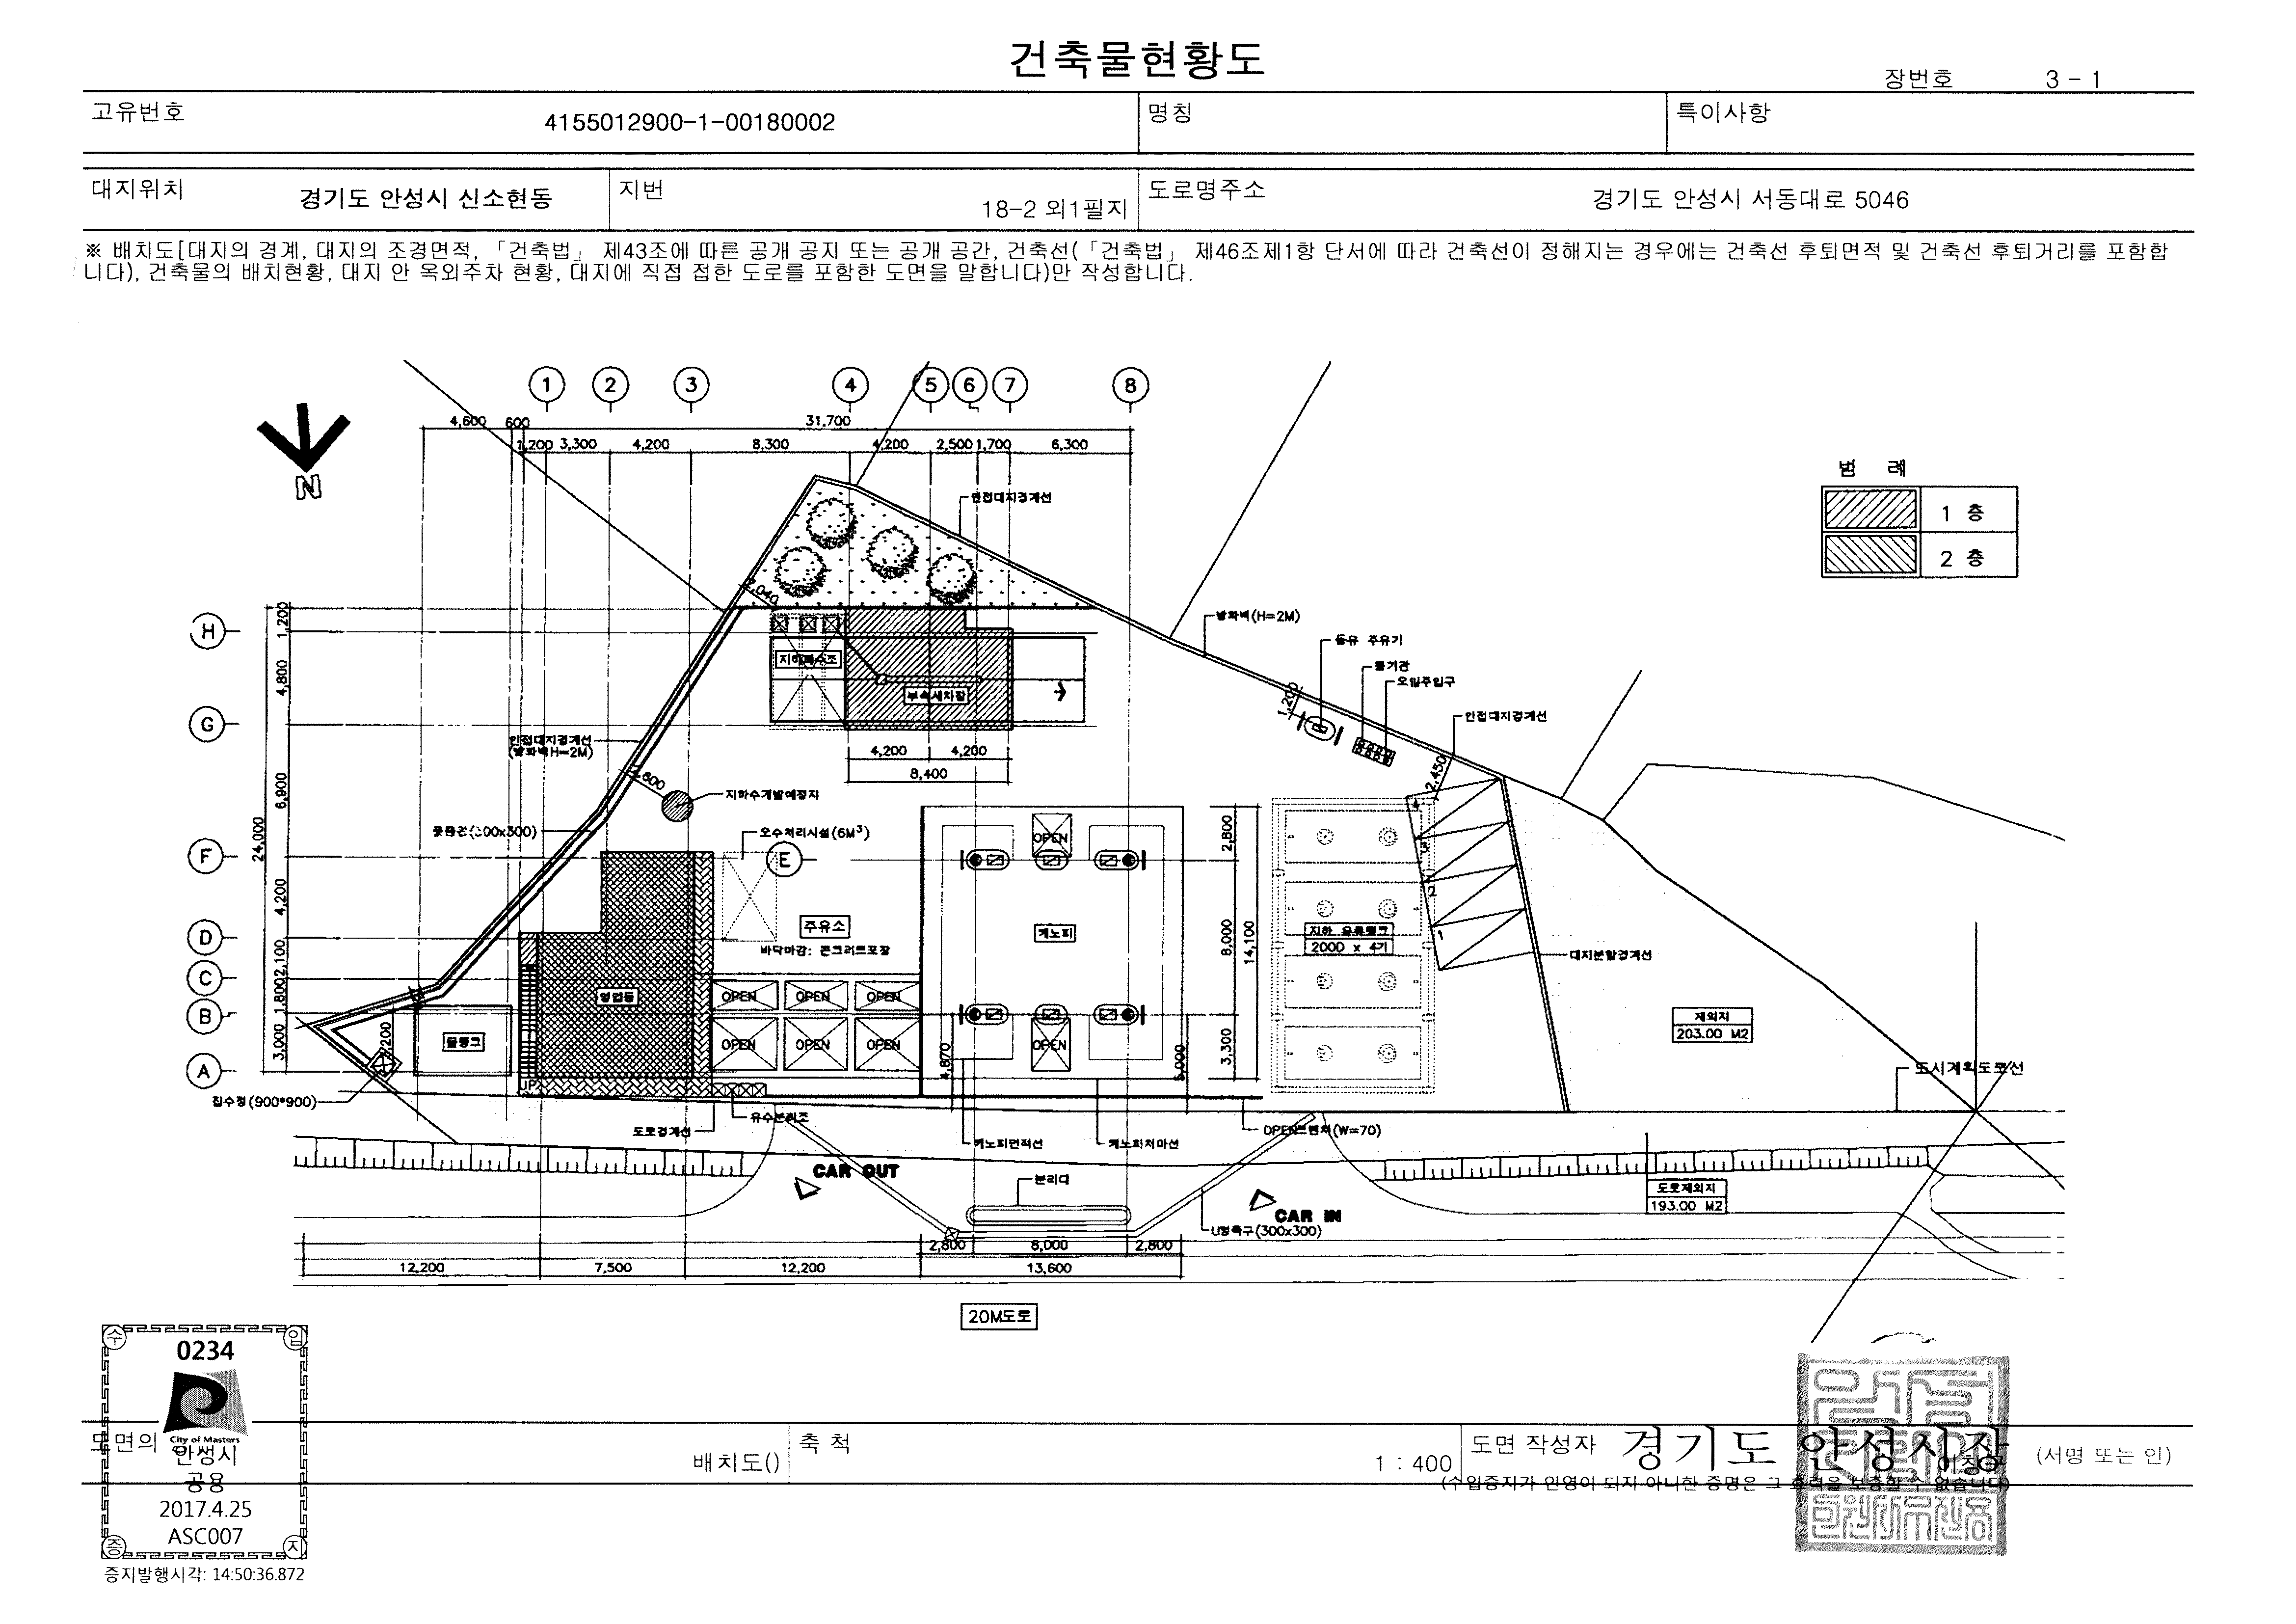 건축물현황도
장번호 3 - 1
고유번호 4155012900-1-00180002 명칭 특이사항
대지위치 경기도 안성시 신소현동 지번 18-2 외1필지 도로명주소 경기도 안성시 서동대로 5046
※ 배치도[대지의 경계, 대지의 조경면적, 「건축법」 제43조에 따른 공개 공지 또는 공개 공간, 건축선(「건축법」 제46조제1항 단서에 따라 건축선이 정해지는 경우에는 건축선 후퇴면적 및 건축선 후퇴거리를 포함합
니다), 건축물의 배치현황, 대지 안 옥외주차 현황, 대지에 직접 접한 도로를 포함한 도면을 말합니다)만 작성합니다.
1 2 3 4 5 6 7 8
4,600 600 31,700
1,200 3,300 4,200 8,300 4,200 2,500 1,700 6,300
N
범 례
1 층
2 층
인접대지경계선
2,040
1,200
H
방화벽(H=2M)
등유 주유기
물기관
오일주입구
4,800
부속세차장
1,200
인접대지경계선
G
인접대지경계선
(방화벽H=2M)
4,200 4,200
8,400
2,450
1,600
지하수개발예정지
6,900
24,000
오수처리시설(6M³)
OPEN
2,800
4
F
E
3
4,200
2
주유소
캐노피
바닥마감: 콘크리트포장
D
8,000
14,100
지하 유류탱크
2000 x 4기
1
2,100
대지분할경계선
C
1,800
영업동
OPEN OPEN OPEN
B
제외지
203.00 M2
3,000
물탱크
2,200
OPEN OPEN OPEN
OPEN
4,870
5,000
3,300
A
도시계획도로선
UP
집수정(900*900)
유수분리조
도로경계선
캐노피면적선
캐노피처마선
OPEN트렌치(W=70)
CAR OUT
분리대
도로제외지
193.00 M2
CAR IN
U형측구(300x300)
2,800 8,000 2,800
12,200 7,500 12,200 13,600
20M도로
수 입
0234
City of Masters
안성시
공용
2017.4.25
ASC007
증 지
증지발행시각: 14:50:36.872
도면의 배치도() 축 척 1 : 400 도면 작성자 경기도 안성시장 (서명 또는 인)
(수입증지가 인영이 되지 아니한 증명은 그 효력을 보증할 수 없습니다)